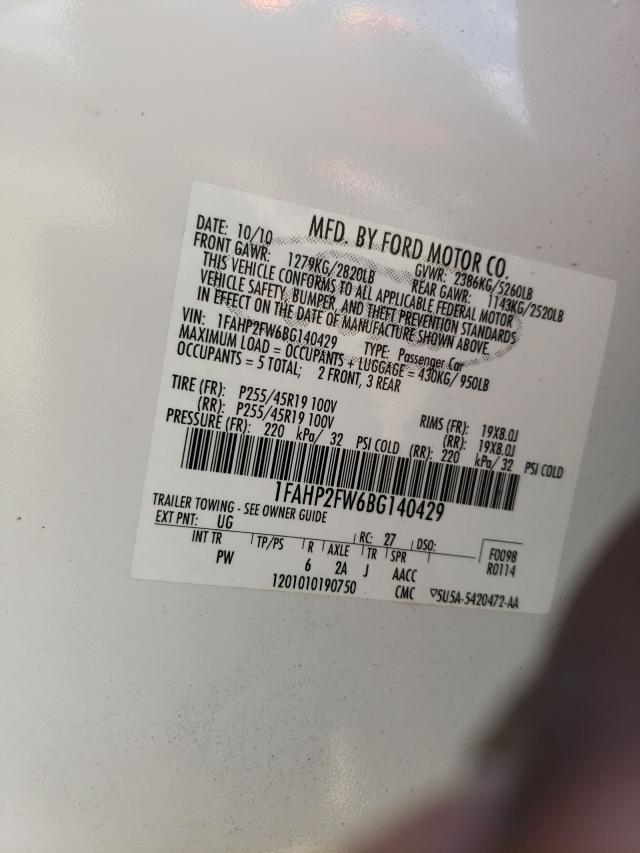 MFD. BY FORD MOTOR CO.
DATE: 10/10 GVWR: 2386KG/5260LB
FRONT GAWR: 1279KG/2820LB REAR GAWR: 1143KG/2520LB
THIS VEHICLE CONFORMS TO ALL APPLICABLE FEDERAL MOTOR
VEHICLE SAFETY, BUMPER, AND THEFT PREVENTION STANDARDS
IN EFFECT ON THE DATE OF MANUFACTURE SHOWN ABOVE.
VIN: 1FAHP2FW6BG140429 TYPE: Passenger Car
MAXIMUM LOAD = OCCUPANTS + LUGGAGE = 430KG/950LB
OCCUPANTS = 5 TOTAL; 2 FRONT, 3 REAR
TIRE (FR): P255/45R19 100V RIMS (FR): 19X8.0J
(RR): P255/45R19 100V (RR): 19X8.0J
PRESSURE (FR): 220 kPa/ 32 PSI COLD (RR): 220 kPa/ 32 PSI COLD
1FAHP2FW6BG140429
TRAILER TOWING - SEE OWNER GUIDE
EXT PNT: UG RC: 27 DSO: F0098
INT TR TP/PS R AXLE TR SPR R0114
PW 6 2A J AACC
1201010190750 CMC ▽5U5A-5420472-AA